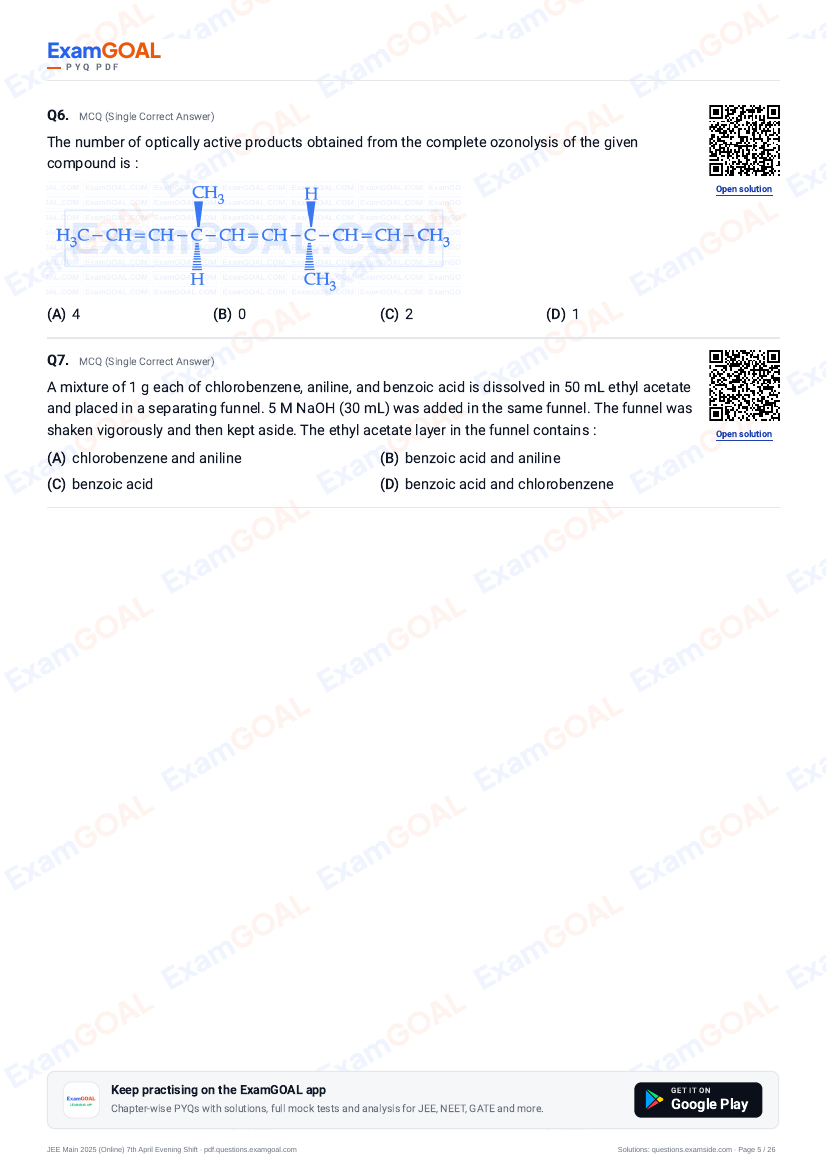 ExamGOAL
PYQ PDF
Q6. MCQ (Single Correct Answer)
The number of optically active products obtained from the complete ozonolysis of the given
compound is :
Open solution
CH3 H
H3C – CH = CH – C – CH = CH – C – CH = CH – CH3
H CH3
(A) 4 (B) 0 (C) 2 (D) 1
Q7. MCQ (Single Correct Answer)
A mixture of 1 g each of chlorobenzene, aniline, and benzoic acid is dissolved in 50 mL ethyl acetate
and placed in a separating funnel. 5 M NaOH (30 mL) was added in the same funnel. The funnel was
shaken vigorously and then kept aside. The ethyl acetate layer in the funnel contains :
Open solution
(A) chlorobenzene and aniline (B) benzoic acid and aniline
(C) benzoic acid (D) benzoic acid and chlorobenzene
Keep practising on the ExamGOAL app
Chapter-wise PYQs with solutions, full mock tests and analysis for JEE, NEET, GATE and more.
GET IT ON
Google Play
JEE Main 2025 (Online) 7th April Evening Shift · pdf.questions.examgoal.com
Solutions: questions.examside.com · Page 5 / 26